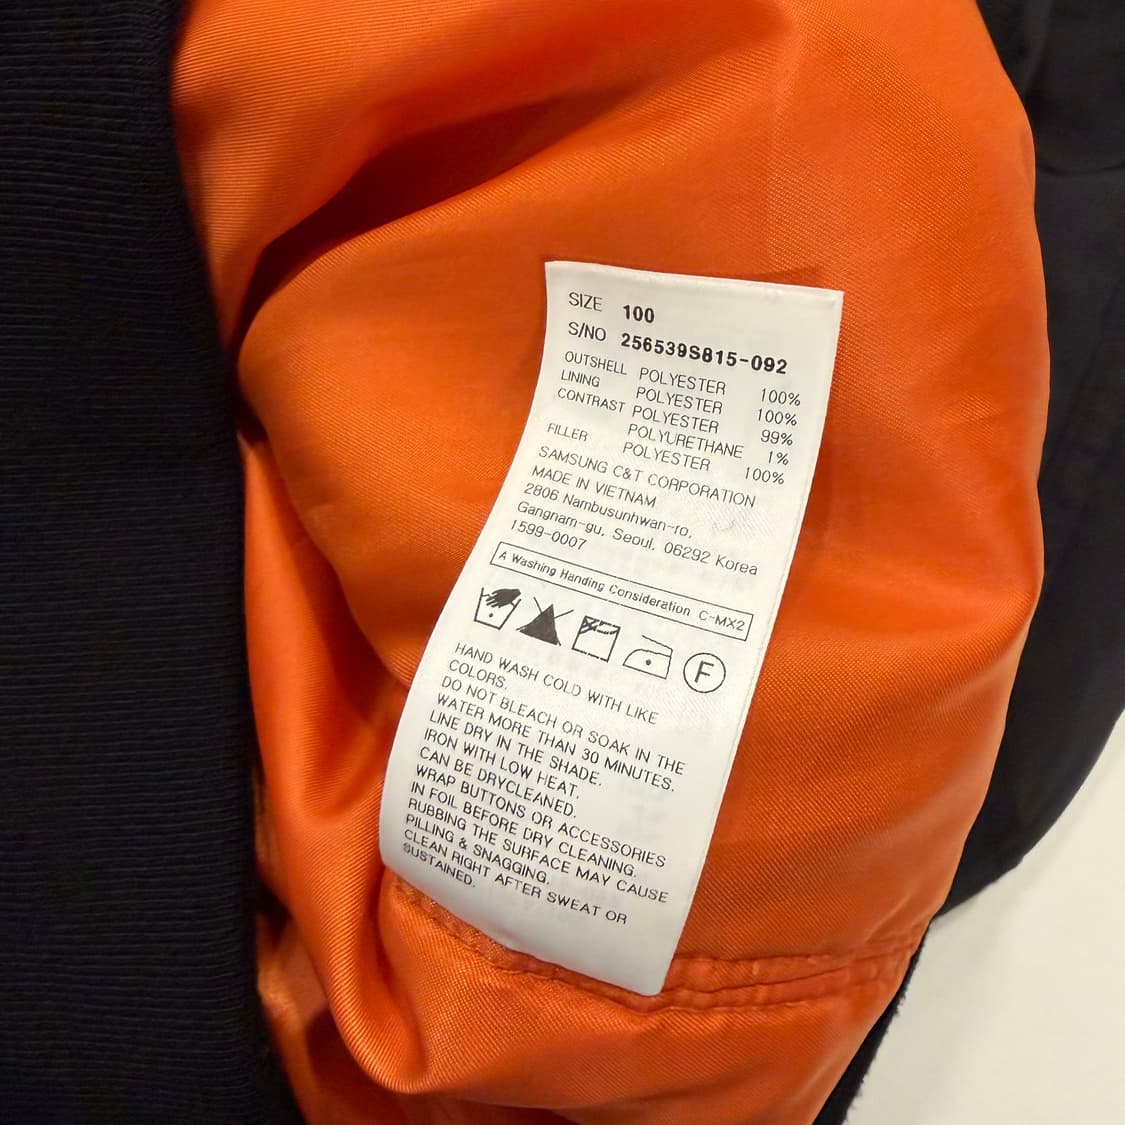 SIZE 100
S/NO 256539S815-092
OUTSHELL POLYESTER 100%
LINING POLYESTER 100%
CONTRAST POLYESTER 99%
POLYURETHANE 1%
FILLER POLYESTER 100%
SAMSUNG C&T CORPORATION
MADE IN VIETNAM
2806 Nambusunhwan-ro,
Gangnam-gu, Seoul, 06292 Korea
1599-0007
A Washing Handing Consideration C-MX2
F
HAND WASH COLD WITH LIKE
COLORS.
DO NOT BLEACH OR SOAK IN THE
WATER MORE THAN 30 MINUTES.
LINE DRY IN THE SHADE.
IRON WITH LOW HEAT.
CAN BE DRYCLEANED.
WRAP BUTTONS OR ACCESSORIES
IN FOIL BEFORE DRY CLEANING.
RUBBING THE SURFACE MAY CAUSE
PILLING & SNAGGING.
CLEAN RIGHT AFTER SWEAT OR
SUSTAINED.